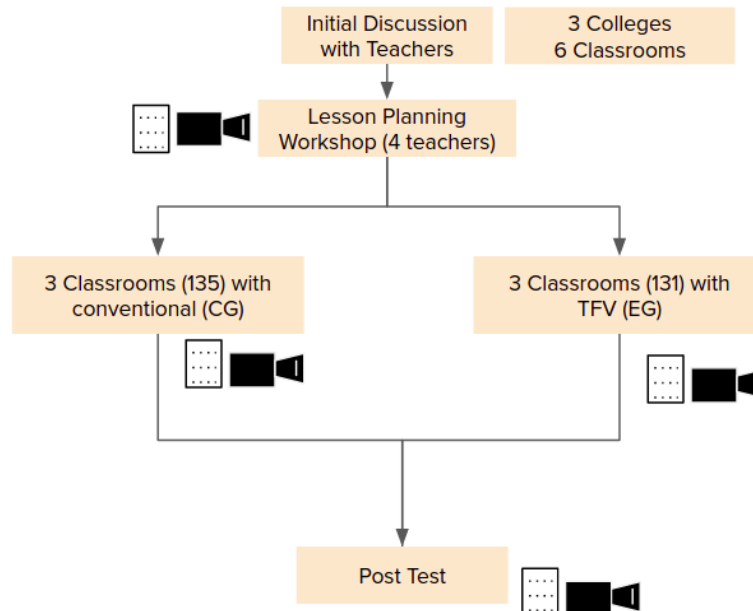 Initial Discussion
with Teachers
3 Colleges
6 Classrooms
Lesson Planning
Workshop (4 teachers)
3 Classrooms (135) with
conventional (CG)
3 Classrooms (131) with
TFV (EG)
Post Test